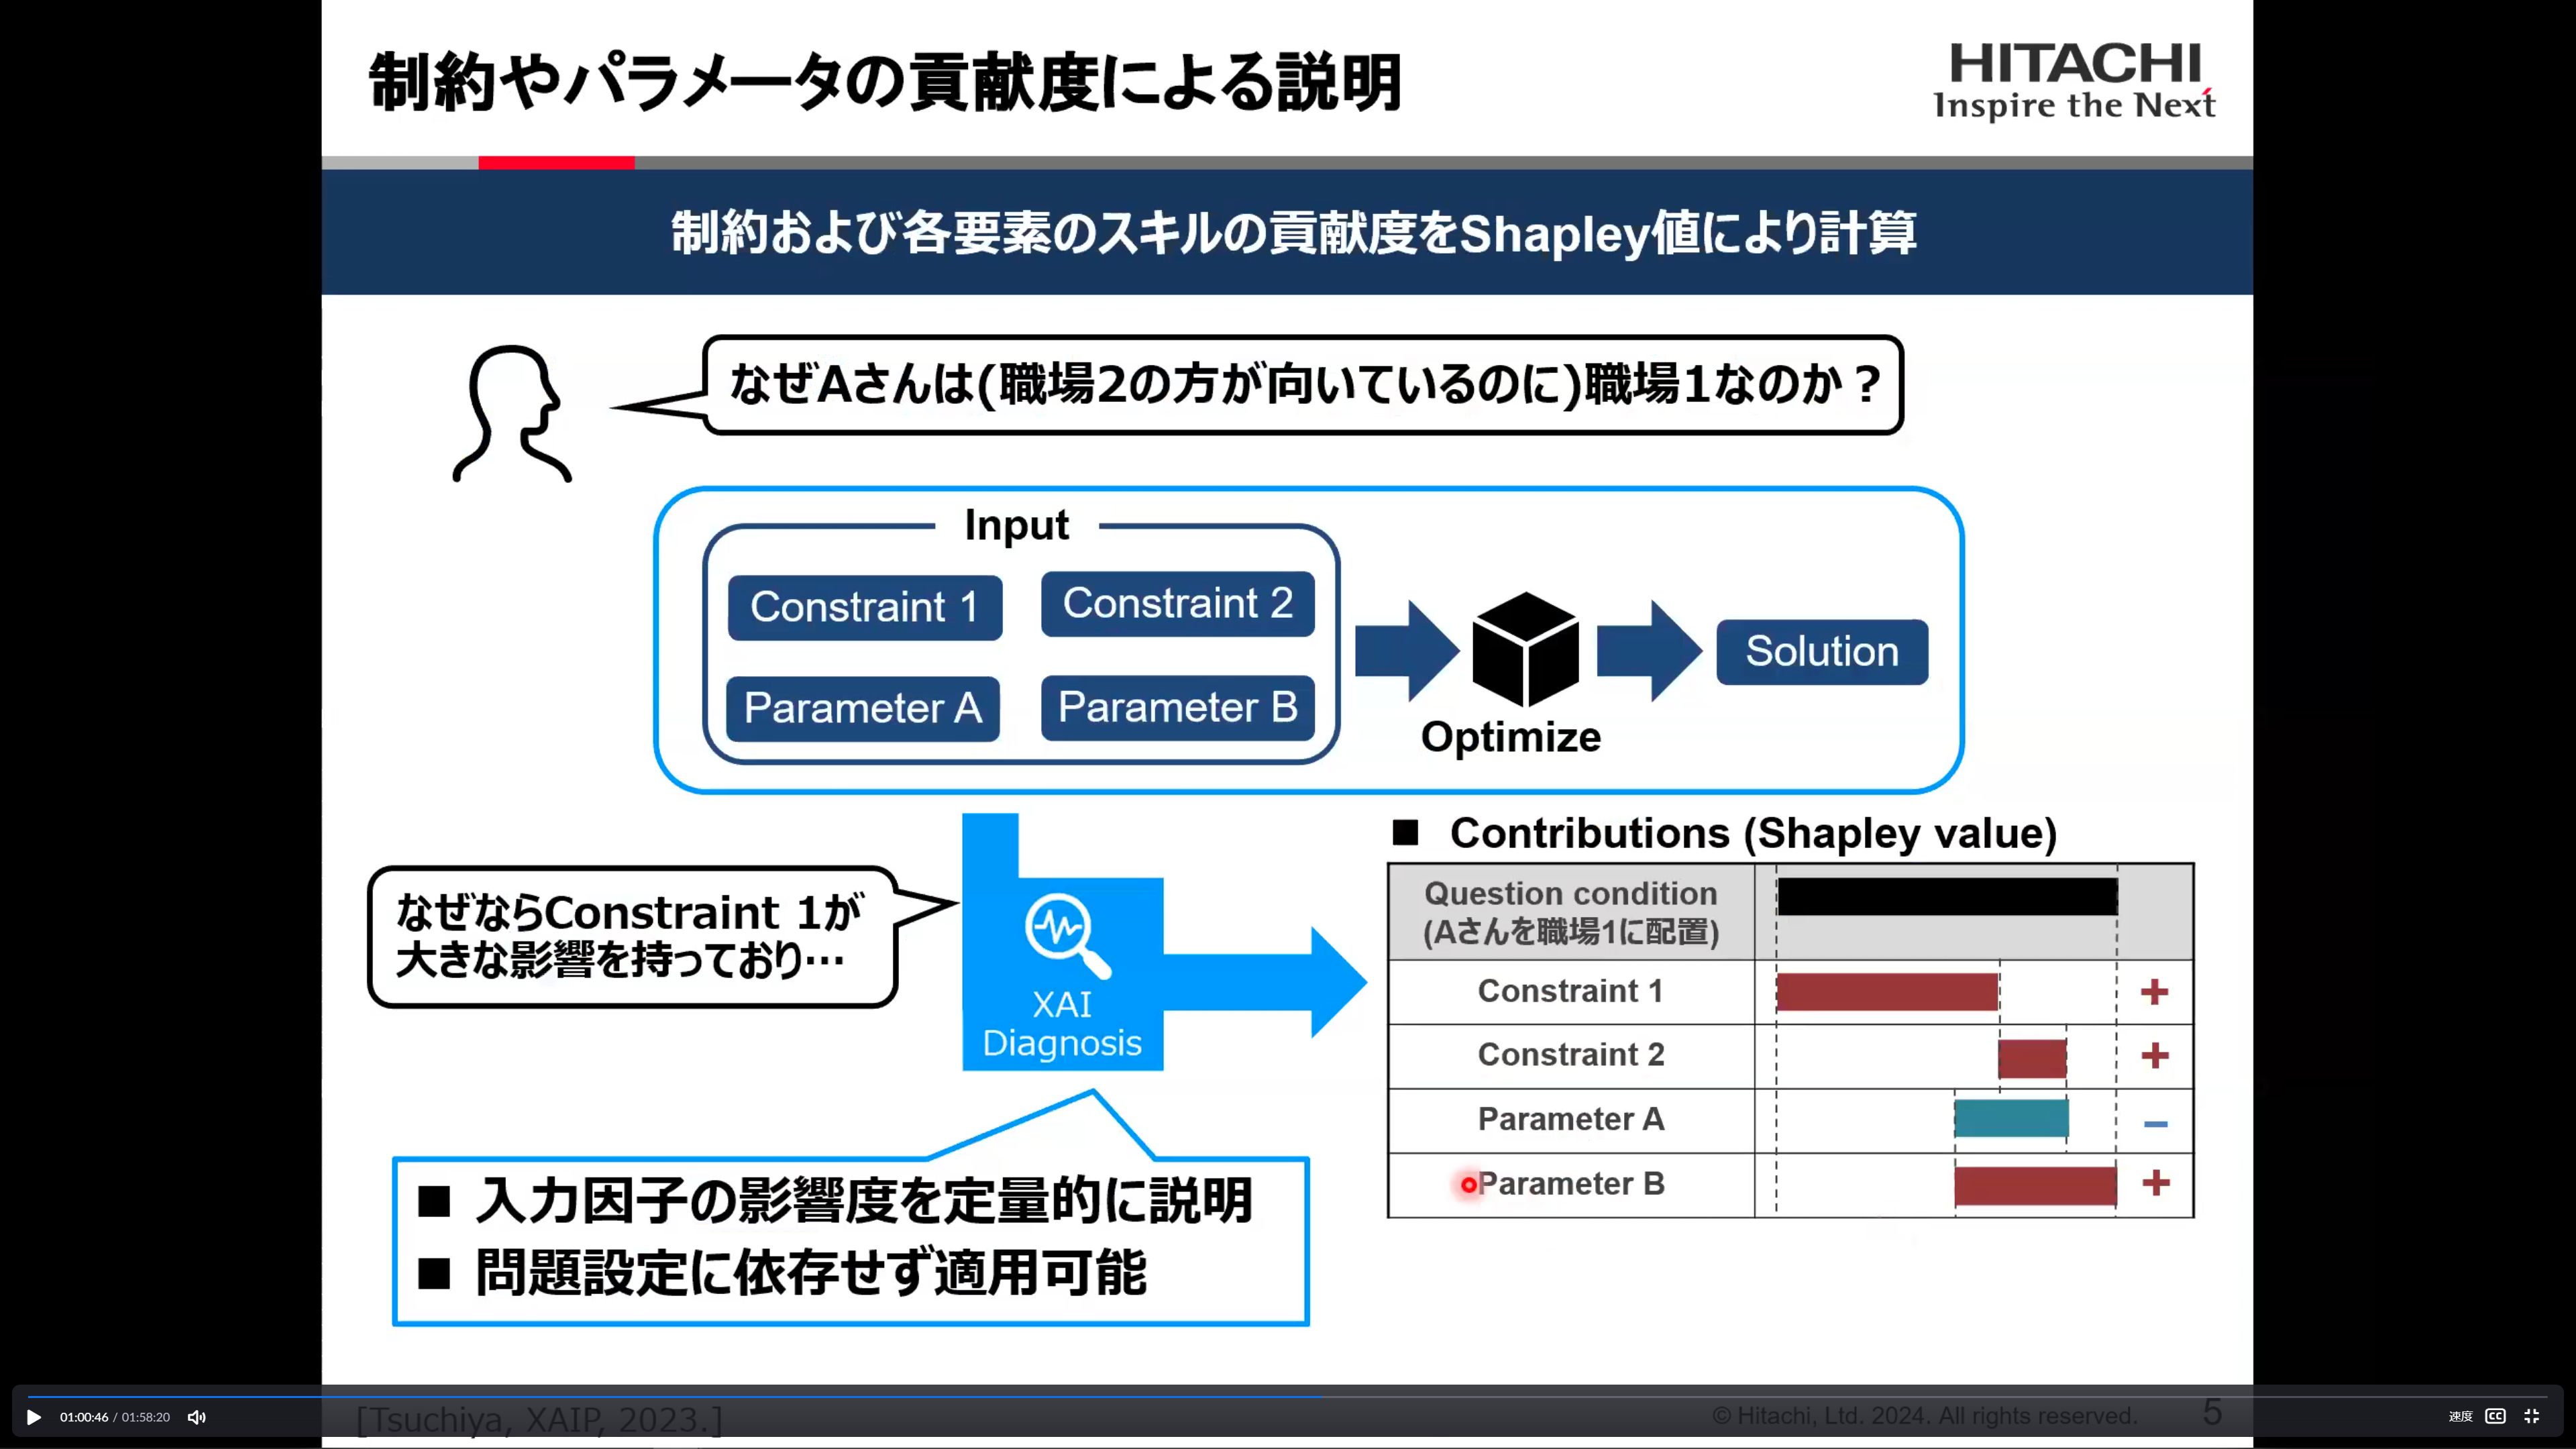 制約やパラメータの貢献度による説明
HITACHI
Inspire the Next
制約および各要素のスキルの貢献度をShapley値により計算
なぜAさんは(職場2の方が向いているのに)職場1なのか？
Input
Constraint 1
Constraint 2
Parameter A
Parameter B
Optimize
Solution
なぜならConstraint 1が
大きな影響を持っており…
XAI
Diagnosis
■ 入力因子の影響度を定量的に説明
■ 問題設定に依存せず適用可能
■ Contributions (Shapley value)
Question condition
(Aさんを職場1に配置)
Constraint 1 +
Constraint 2 +
Parameter A −
Parameter B +
[Tsuchiya, XAIP, 2023.]
© Hitachi, Ltd. 2024. All rights reserved.
5
01:00:46 / 01:58:20
速度
CC